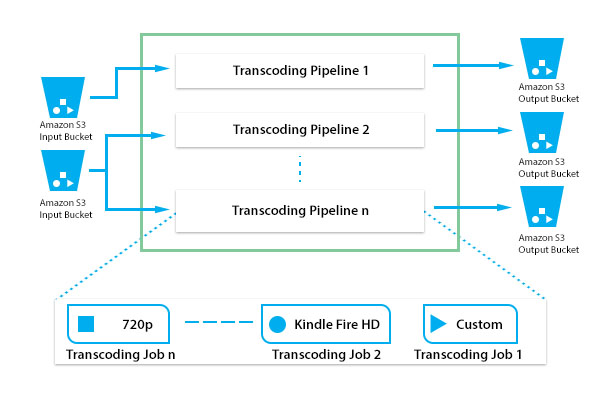 Transcoding Pipeline 1
Amazon S3
Output Bucket
Amazon S3
Input Bucket
Transcoding Pipeline 2
Amazon S3
Output Bucket
Amazon S3
Input Bucket
Transcoding Pipeline n
Amazon S3
Output Bucket
720p
Kindle Fire HD
Custom
Transcoding Job n
Transcoding Job 2
Transcoding Job 1